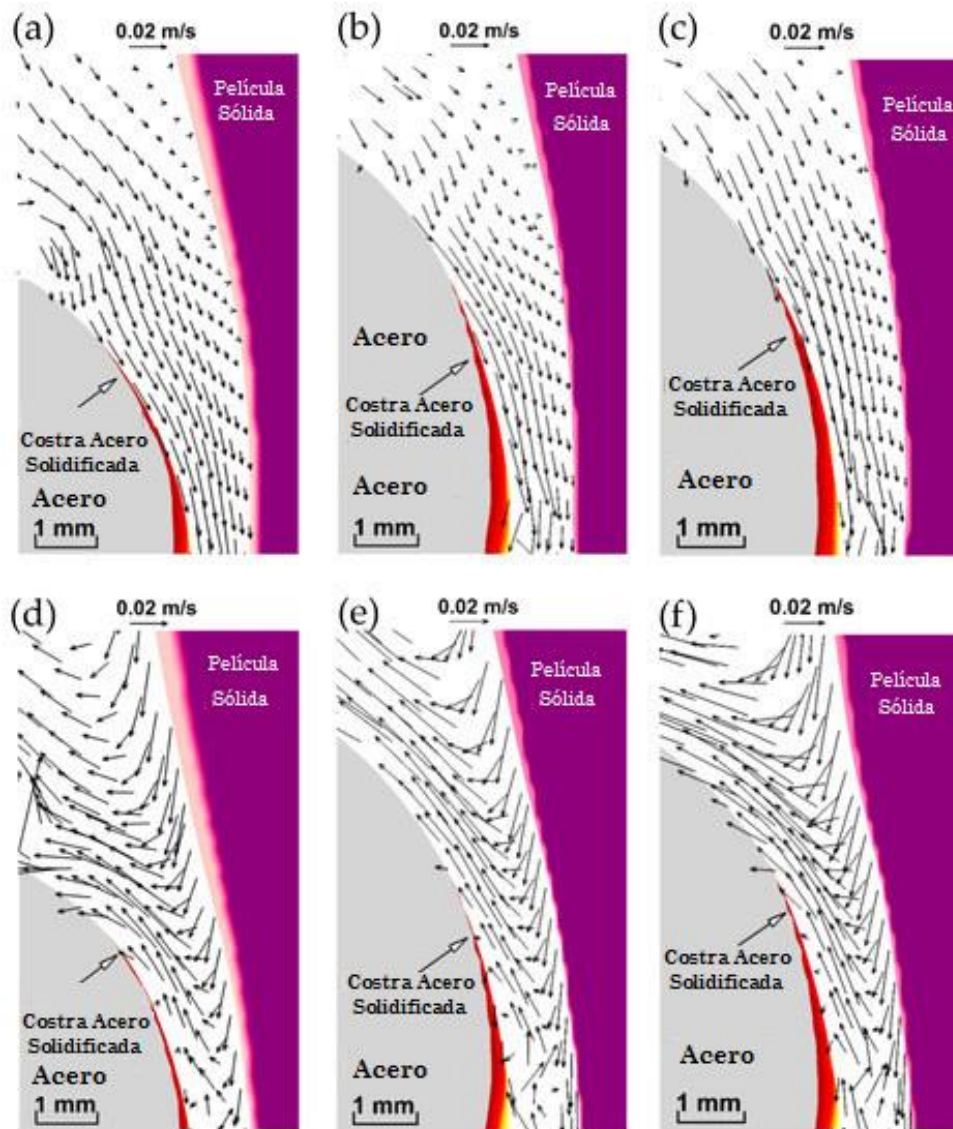 (a)
0.02 m/s
Película
Sólida
Costra Acero
Solidificada
Acero
1 mm
(b)
0.02 m/s
Película
Sólida
Acero
Costra Acero
Solidificada
Acero
1 mm
(c)
0.02 m/s
Película
Sólida
Costra Acero
Solidificada
Acero
1 mm
(d)
0.02 m/s
Película
Sólida
Costra Acero
Solidificada
Acero
1 mm
(e)
0.02 m/s
Película
Sólida
Costra Acero
Solidificada
Acero
1 mm
(f)
0.02 m/s
Película
Sólida
Costra Acero
Solidificada
Acero
1 mm